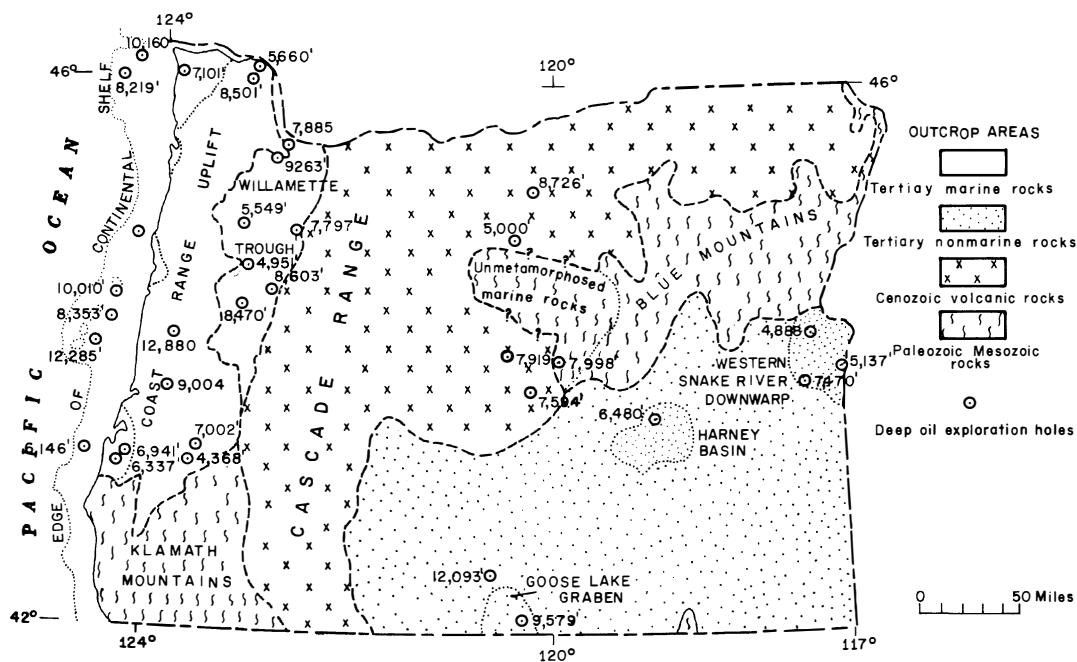 124°
10,160'
46°
5660'
7,101'
8,219'
8,501'
120°
46°
SHELF
OUTCROP AREAS
Tertiary marine rocks
Tertiary nonmarine rocks
Cenozoic volcanic rocks
Paleozoic Mesozoic
rocks
Deep oil exploration holes
PACIFIC OCEAN
EDGE OF CONTINENTAL
COAST RANGE UPLIFT
7,885
9263
WILLAMETTE
TROUGH
5,549'
7,797'
4,951'
8,603'
8,470'
CASCADE RANGE
8,726'
5,000'
?
?
Unmetamorphosed
marine rocks
?
?
BLUE MOUNTAINS
10,010'
8,353'
12,285'
12,880
9,004
7,919'
7,998'
7,594'
4,888'
5,137'
7,470'
WESTERN
SNAKE RIVER
DOWNWARP
6,480'
HARNEY
BASIN
146'
6,941'
6,337'
7,002'
4,368
KLAMATH
MOUNTAINS
12,093'
GOOSE LAKE
GRABEN
9,579'
0 50 Miles
42°
124°
120°
117°